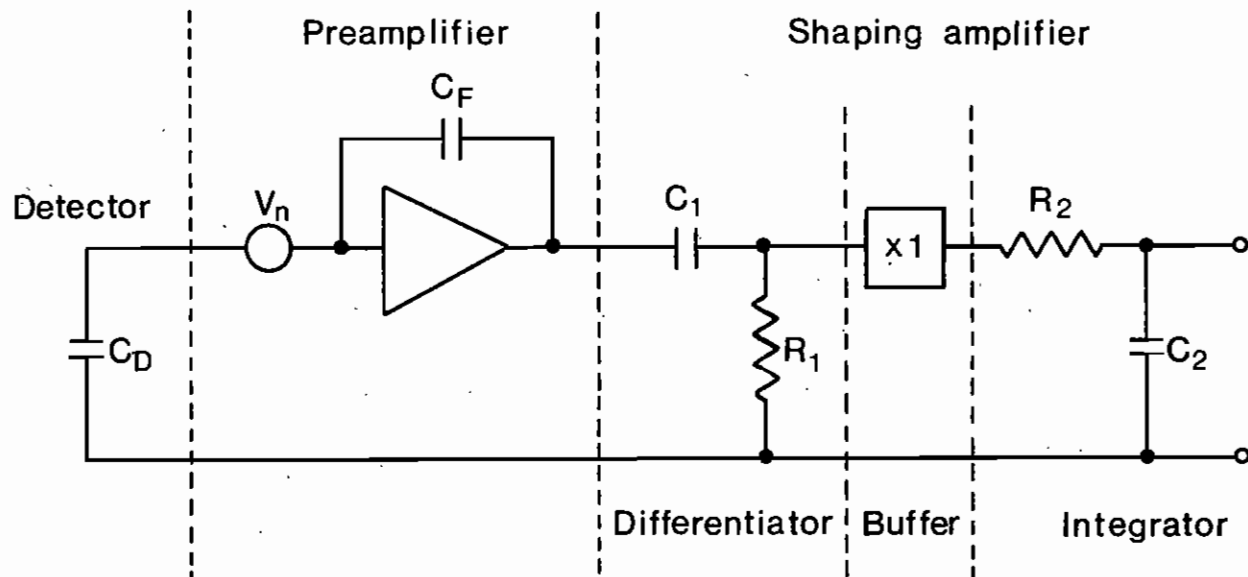 Preamplifier
Shaping amplifier
C_F
Detector
V_n
C_1
x1
R_2
C_D
R_1
C_2
Differentiator
Buffer
Integrator